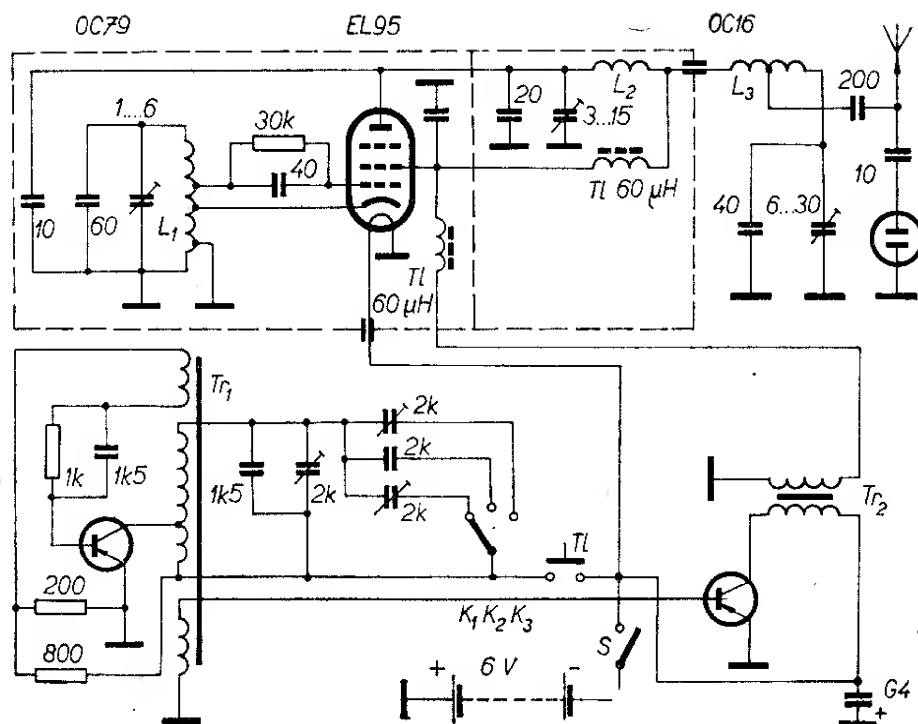 OC79 EL95 OC16
1....6
30k
40
10
60
L1
20
3...15
L2
Tl 60 µH
L3
200
10
40
6...30
Tl
60 µH
Tr1
1k
1k5
200
800
1k5
2k
2k
2k
2k
Tl
K1 K2 K3
S
+ 6 V -
Tr2
G4
+